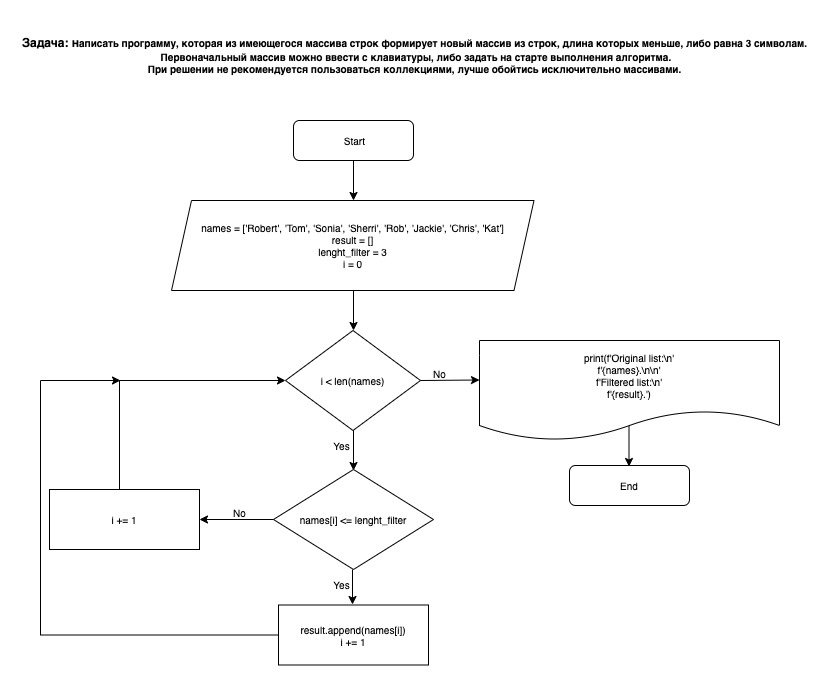 Задача: Написать программу, которая из имеющегося массива строк формирует новый массив из строк, длина которых меньше, либо равна 3 символам.
Первоначальный массив можно ввести с клавиатуры, либо задать на старте выполнения алгоритма.
При решении не рекомендуется пользоваться коллекциями, лучше обойтись исключительно массивами.
Start
names = ['Robert', 'Tom', 'Sonia', 'Sherri', 'Rob', 'Jackie', 'Chris', 'Kat']
result = []
lenght_filter = 3
i = 0
i < len(names)
No
print(f'Original list:\n'
f'{names}.\n\n'
f'Filtered list:\n'
f'{result}.')
Yes
End
names[i] <= lenght_filter
No
i += 1
Yes
result.append(names[i])
i += 1